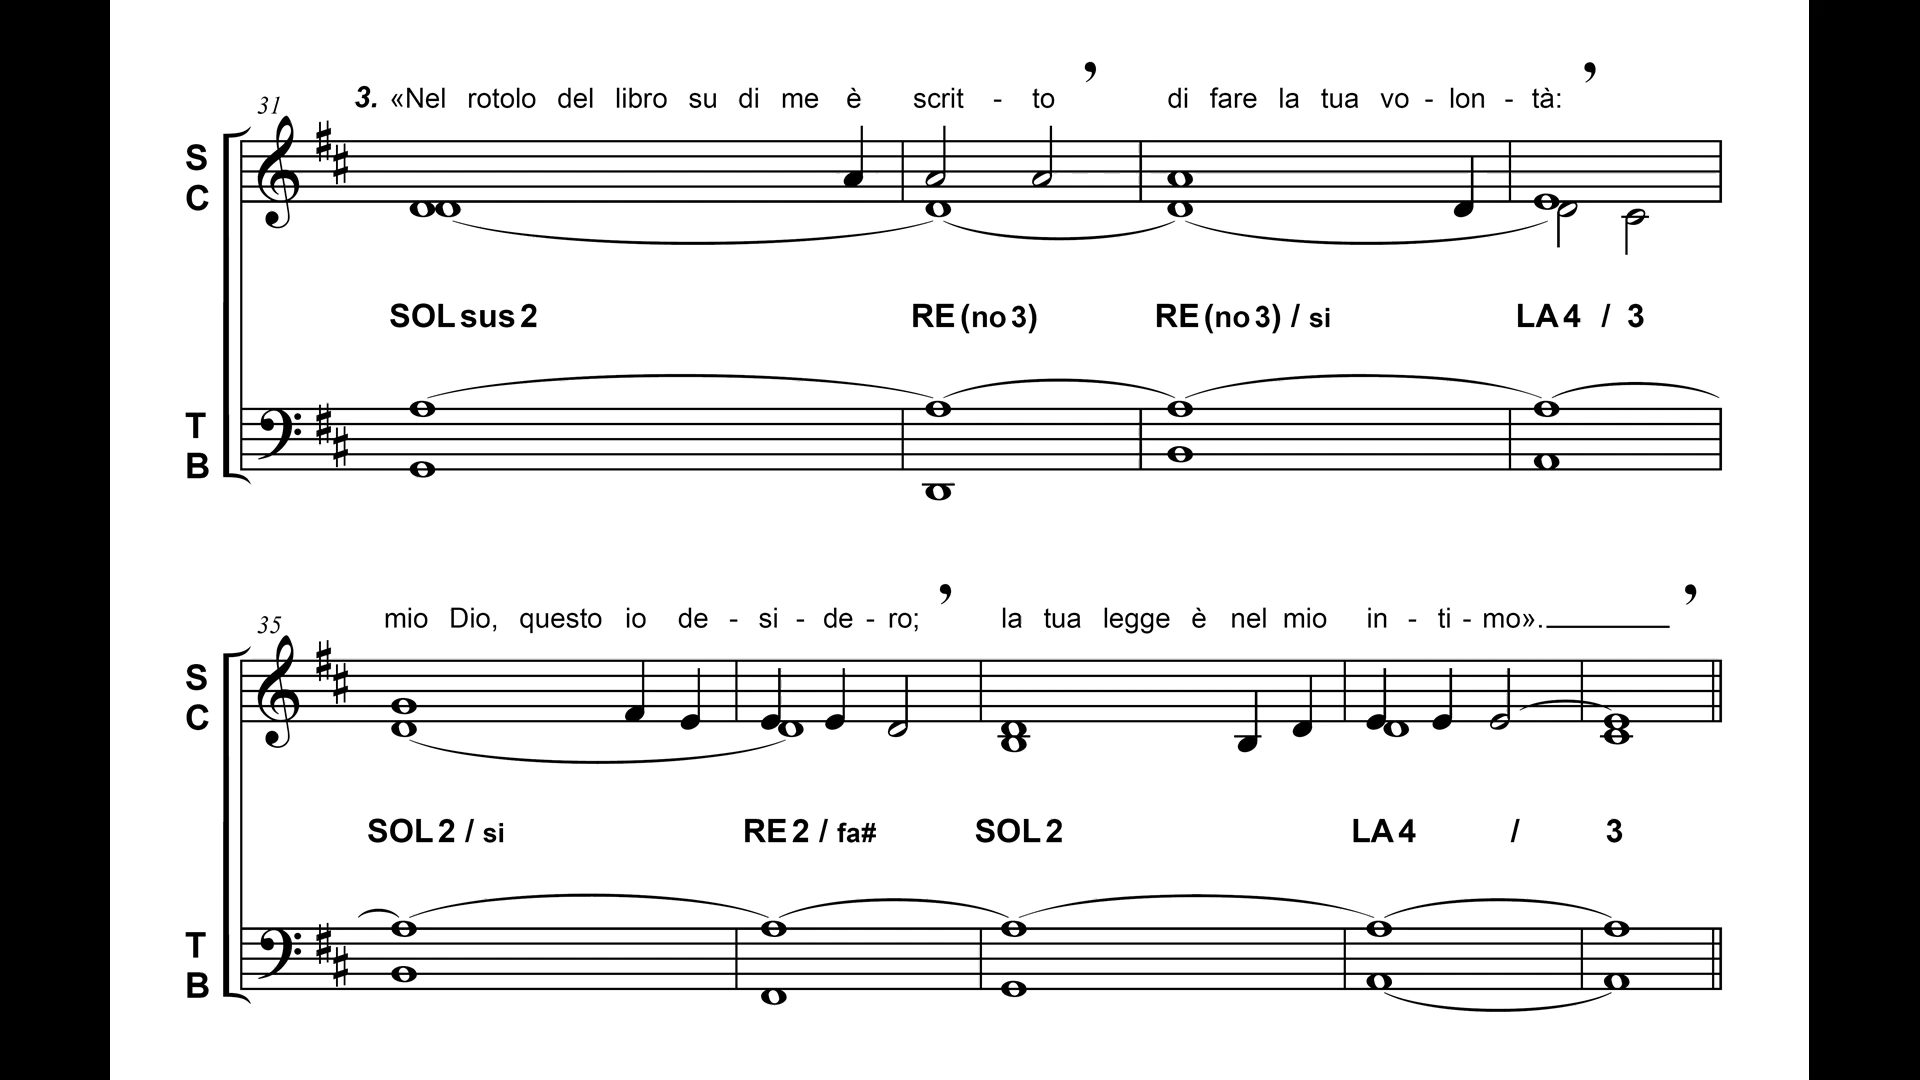 3. «Nel rotolo del libro su di me è scrit - to di fare la tua vo - lon - tà:
31
S
C
SOL sus 2 RE (no 3) RE (no 3) / si LA 4 / 3
T
B
mio Dio, questo io de - si - de - ro; la tua legge è nel mio in - ti - mo».
35
S
C
SOL 2 / si RE 2 / fa# SOL 2 LA 4 / 3
T
B